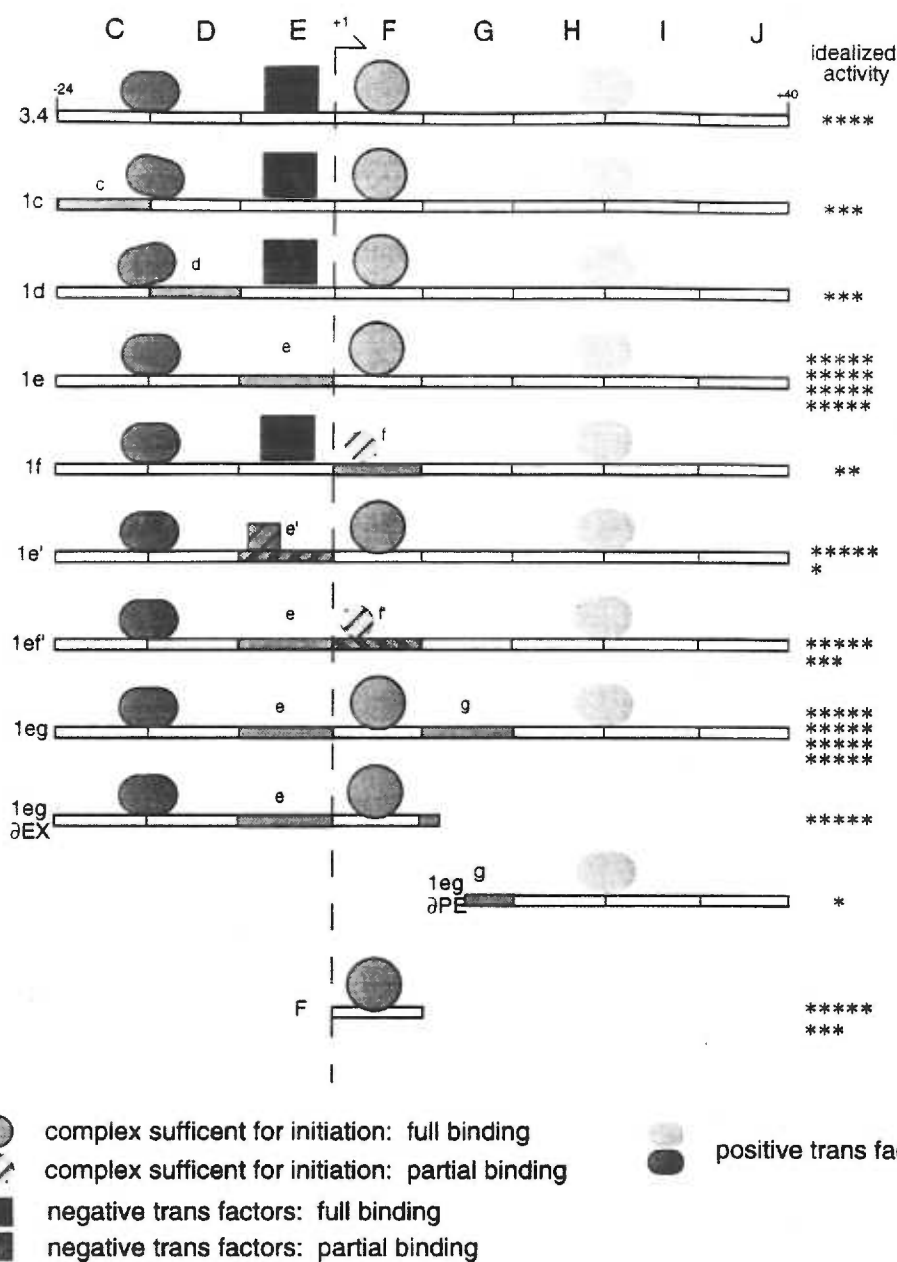 C D E +1 F G H I J
idealized
activity
-24 +40
3.4 ****
c
1c ***
d
1d ***
e
1e *****
*****
*****
*****
f
1f **
e'
1e' *****
*
e f'
1ef' *****
***
e g
1eg *****
*****
*****
*****
e
1eg
∂EX *****
g
1eg
∂PE *
F *****
***
complex sufficent for initiation: full binding
complex sufficent for initiation: partial binding
negative trans factors: full binding
negative trans factors: partial binding
positive trans fa